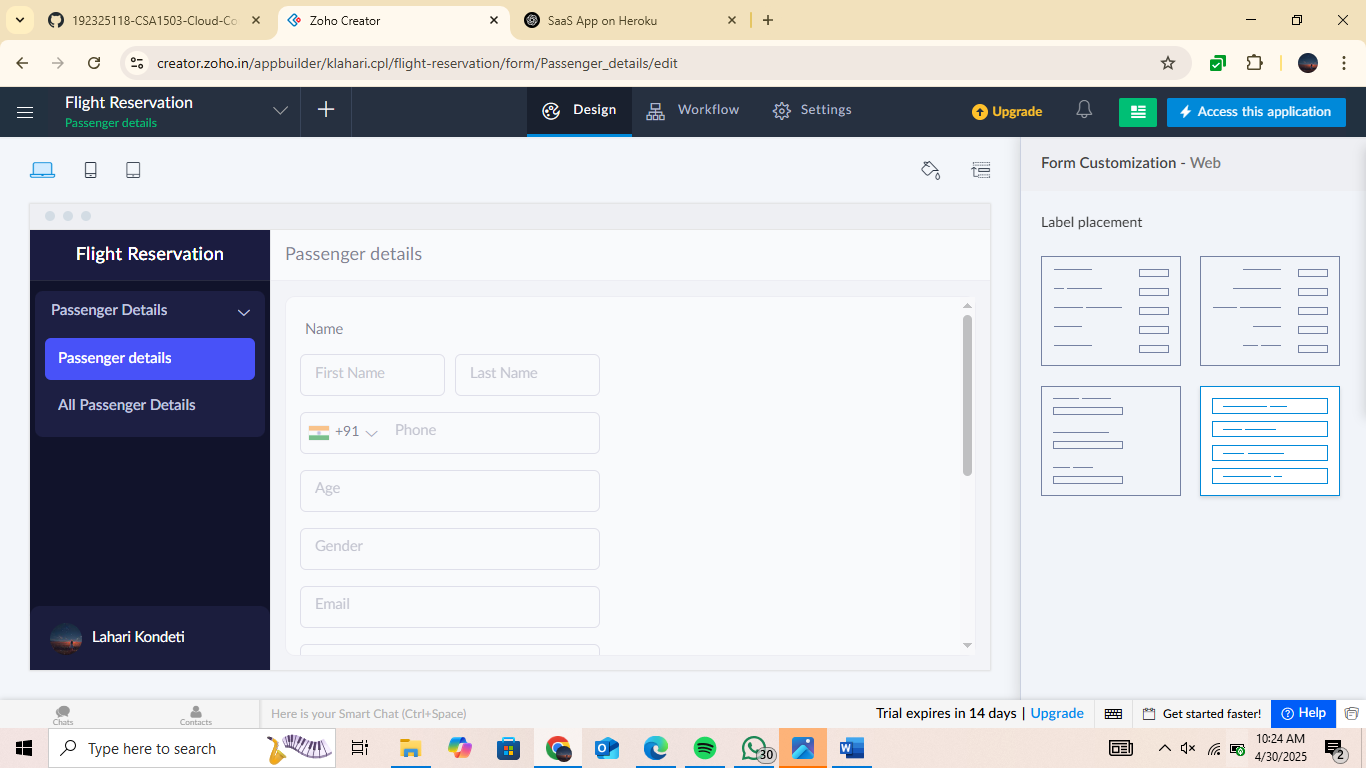 192325118-CSA1503-Cloud-Co
Zoho Creator
SaaS App on Heroku
creator.zoho.in/appbuilder/klahari.cpl/flight-reservation/form/Passenger_details/edit
Flight Reservation
Passenger details
Design
Workflow
Settings
Upgrade
Access this application
Form Customization - Web
Label placement
Flight Reservation
Passenger details
Passenger Details
Passenger details
All Passenger Details
Name
First Name
Last Name
+91
Phone
Age
Gender
Email
Lahari Kondeti
Chats
Contacts
Here is your Smart Chat (Ctrl+Space)
Trial expires in 14 days | Upgrade
Get started faster!
Help
Type here to search
30
10:24 AM
4/30/2025
2